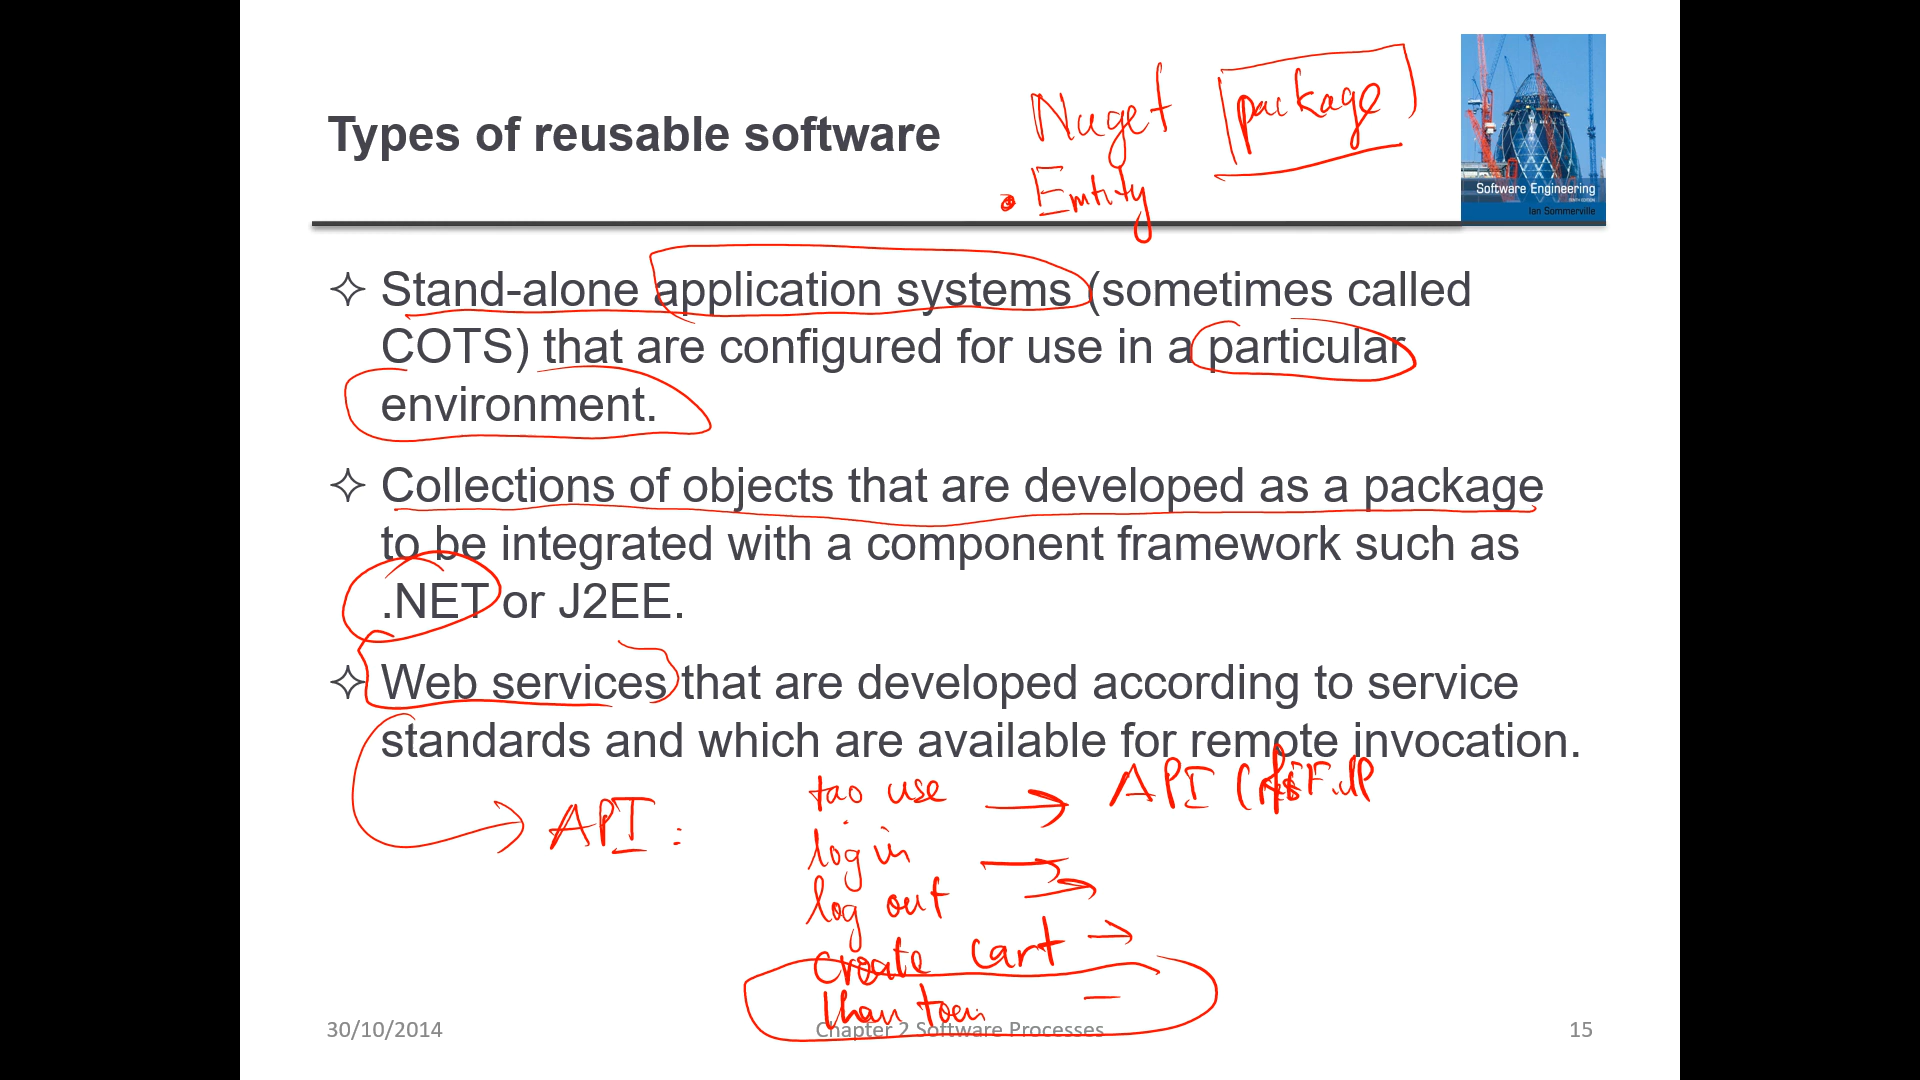 Nuget package
Entity
Types of reusable software
Software Engineering
Ian Sommerville
✧ Stand-alone application systems (sometimes called
COTS) that are configured for use in a particular
environment.
✧ Collections of objects that are developed as a package
to be integrated with a component framework such as
.NET or J2EE.
✧ Web services that are developed according to service
standards and which are available for remote invocation.
tao use → API (
API :
log in
log out
create cart
than toen
30/10/2014
Chapter 2 Software Processes
15